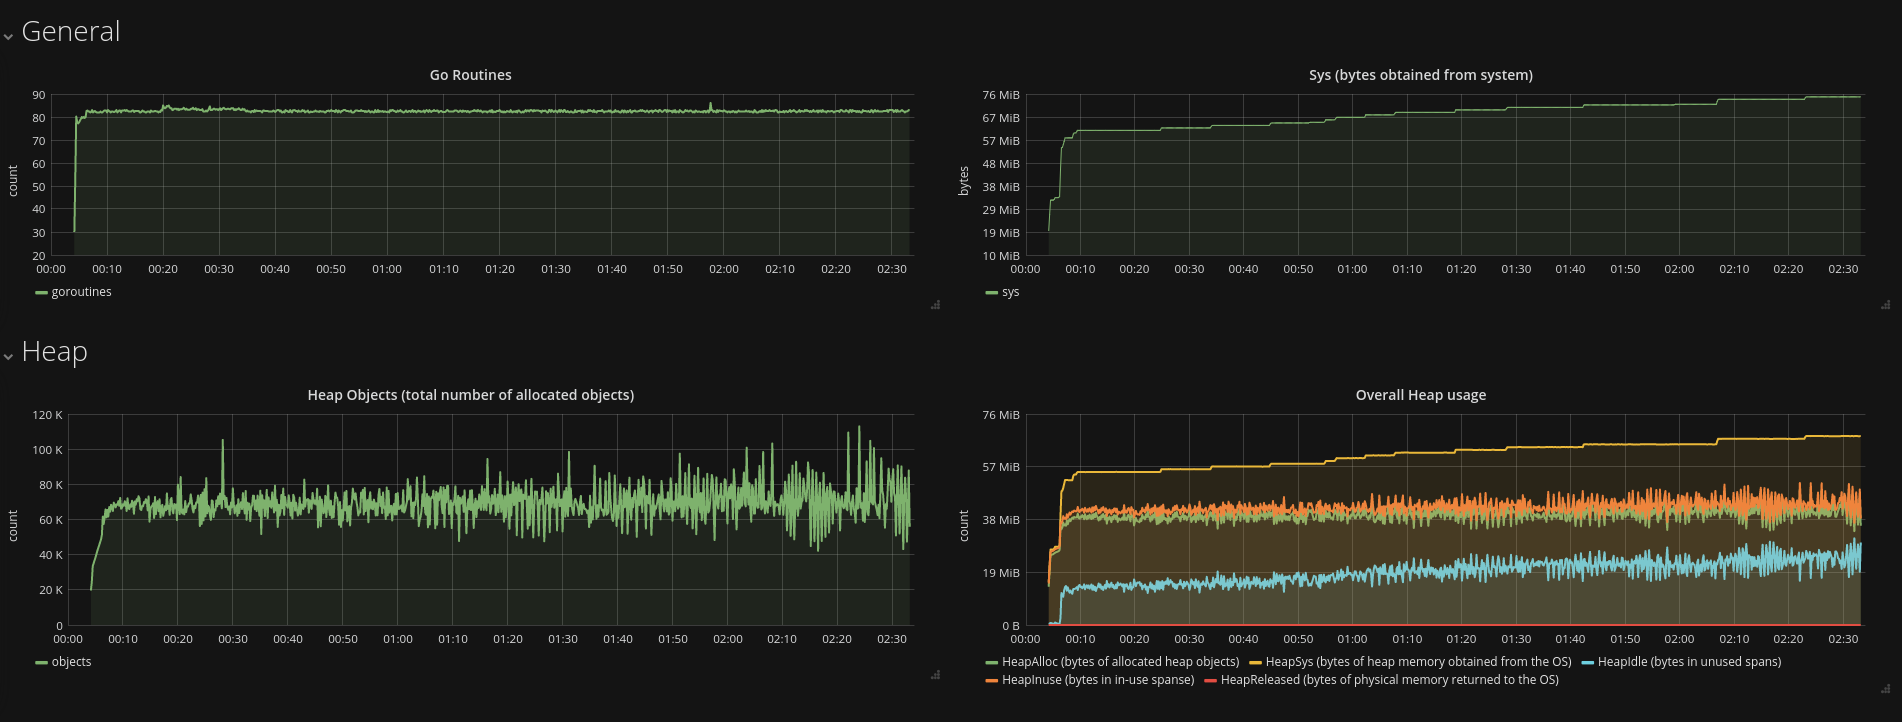 General
Go Routines
90
80
70
60
50
40
30
20
count
00:00 00:10 00:20 00:30 00:40 00:50 01:00 01:10 01:20 01:30 01:40 01:50 02:00 02:10 02:20 02:30
goroutines
Sys (bytes obtained from system)
76 MiB
67 MiB
57 MiB
48 MiB
38 MiB
29 MiB
19 MiB
10 MiB
bytes
00:00 00:10 00:20 00:30 00:40 00:50 01:00 01:10 01:20 01:30 01:40 01:50 02:00 02:10 02:20 02:30
sys
Heap
Heap Objects (total number of allocated objects)
120 K
100 K
80 K
60 K
40 K
20 K
0
count
00:00 00:10 00:20 00:30 00:40 00:50 01:00 01:10 01:20 01:30 01:40 01:50 02:00 02:10 02:20 02:30
objects
Overall Heap usage
76 MiB
57 MiB
38 MiB
19 MiB
0 B
count
00:00 00:10 00:20 00:30 00:40 00:50 01:00 01:10 01:20 01:30 01:40 01:50 02:00 02:10 02:20 02:30
HeapAlloc (bytes of allocated heap objects) HeapSys (bytes of heap memory obtained from the OS) HeapIdle (bytes in unused spans)
HeapInuse (bytes in in-use spanse) HeapReleased (bytes of physical memory returned to the OS)